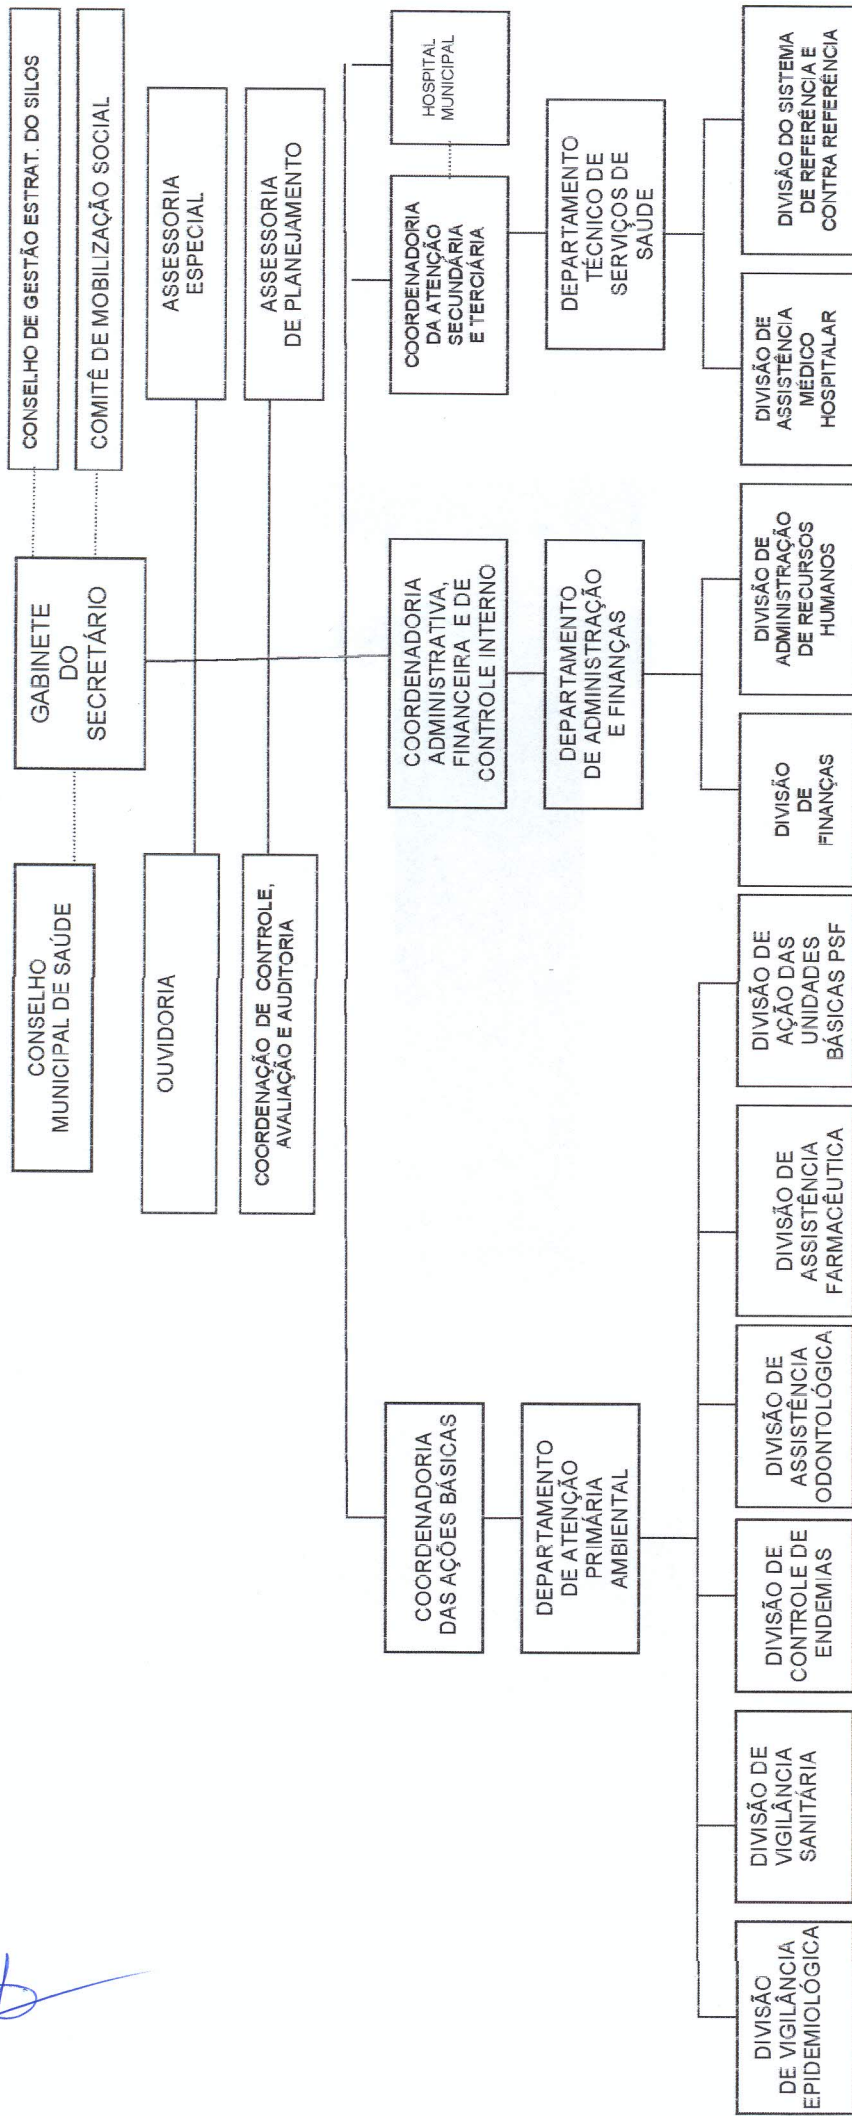 CONSELHO
MUNICIPAL DE SAÚDE
GABINETE
DO
SECRETÁRIO
CONSELHO DE GESTÃO ESTRAT. DO SILOS
COMITÊ DE MOBILIZAÇÃO SOCIAL
OUVIDORIA
ASSESSORIA
ESPECIAL
COORDENAÇÃO DE CONTROLE,
AVALIAÇÃO E AUDITORIA
ASSESSORIA
DE PLANEJAMENTO
COORDENADORIA
DAS AÇÕES BÁSICAS
COORDENADORIA
ADMINISTRATIVA,
FINANCEIRA E DE
CONTROLE INTERNO
COORDENADORIA
DA ATENÇÃO
SECUNDÁRIA
E TERCIÁRIA
HOSPITAL
MUNICIPAL
DEPARTAMENTO
DE ATENÇÃO
PRIMÁRIA
AMBIENTAL
DEPARTAMENTO
DE ADMINISTRAÇÃO
E FINANÇAS
DEPARTAMENTO
TÉCNICO DE
SERVIÇOS DE
SAÚDE
DIVISÃO
DE VIGILÂNCIA
EPIDEMIOLÓGICA
DIVISÃO DE
VIGILÂNCIA
SANITÁRIA
DIVISÃO DE
CONTROLE DE
ENDEMIAS
DIVISÃO DE
ASSISTÊNCIA
ODONTOLÓGICA
DIVISÃO DE
ASSISTÊNCIA
FARMACÊUTICA
DIVISÃO DE
AÇÃO DAS
UNIDADES
BÁSICAS PSF
DIVISÃO
DE
FINANÇAS
DIVISÃO DE
ADMINISTRAÇÃO
DE RECURSOS
HUMANOS
DIVISÃO DE
ASSISTÊNCIA
MÉDICO
HOSPITALAR
DIVISÃO DO SISTEMA
DE REFERÊNCIA E
CONTRA REFERÊNCIA